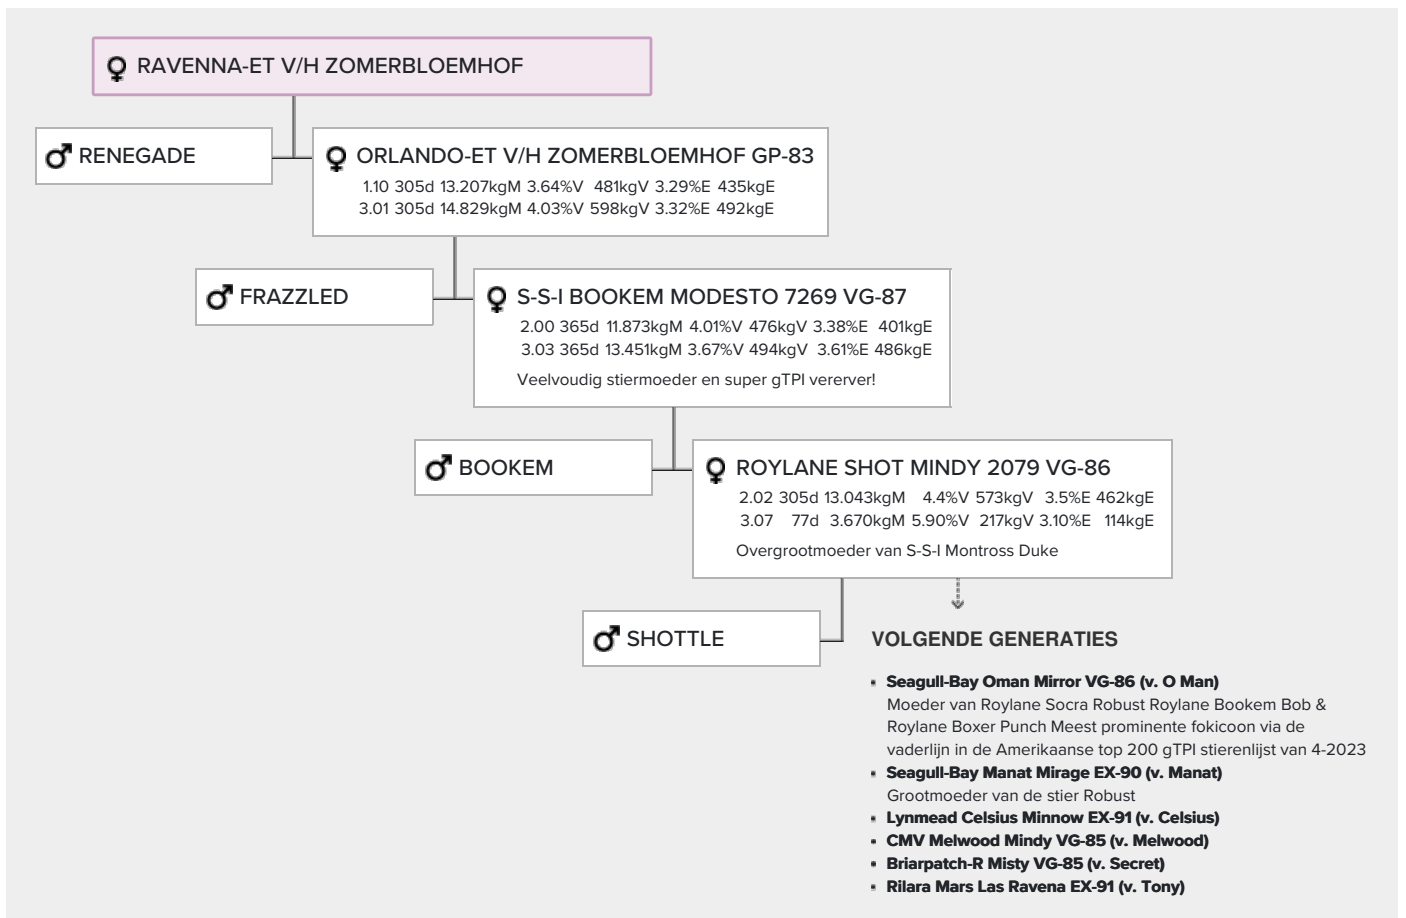 RAVENNA-ET V/H ZOMERBLOEMHOF
RENEGADE
ORLANDO-ET V/H ZOMERBLOEMHOF GP-83
1.10 305d 13.207kgM 3.64%V 481kgV 3.29%E 435kgE
3.01 305d 14.829kgM 4.03%V 598kgV 3.32%E 492kgE
FRAZZLED
S-S-I BOOKEM MODESTO 7269 VG-87
2.00 365d 11.873kgM 4.01%V 476kgV 3.38%E 401kgE
3.03 365d 13.451kgM 3.67%V 494kgV 3.61%E 486kgE
Veelvoudig stiermoeder en super gTPI vererver!
BOOKEM
ROYLANE SHOT MINDY 2079 VG-86
2.02 305d 13.043kgM 4.4%V 573kgV 3.5%E 462kgE
3.07 77d 3.670kgM 5.90%V 217kgV 3.10%E 114kgE
Overgrootmoeder van S-S-I Montross Duke
SHOTTLE
VOLGENDE GENERATIES
▪ Seagull-Bay Oman Mirror VG-86 (v. O Man)
Moeder van Roylane Socra Robust Roylane Bookem Bob &
Roylane Boxer Punch Meest prominente fokicoon via de
vaderlijn in de Amerikaanse top 200 gTPI stierenlijst van 4-2023
▪ Seagull-Bay Manat Mirage EX-90 (v. Manat)
Grootmoeder van de stier Robust
▪ Lynmead Celsius Minnow EX-91 (v. Celsius)
▪ CMV Melwood Mindy VG-85 (v. Melwood)
▪ Briarpatch-R Misty VG-85 (v. Secret)
▪ Rilara Mars Las Ravena EX-91 (v. Tony)